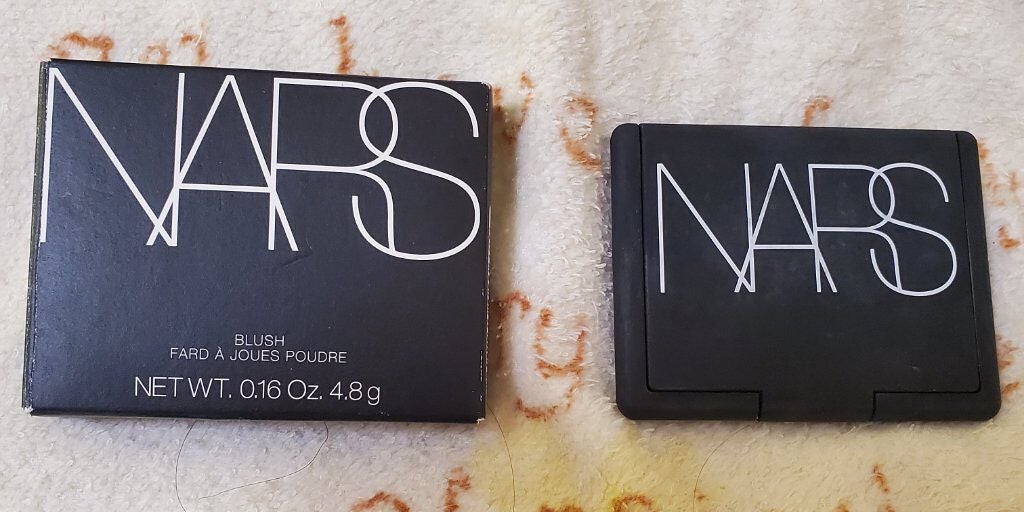 NARS
BLUSH
FARD À JOUES POUDRE
NET WT. 0.16 Oz. 4.8 g
NARS